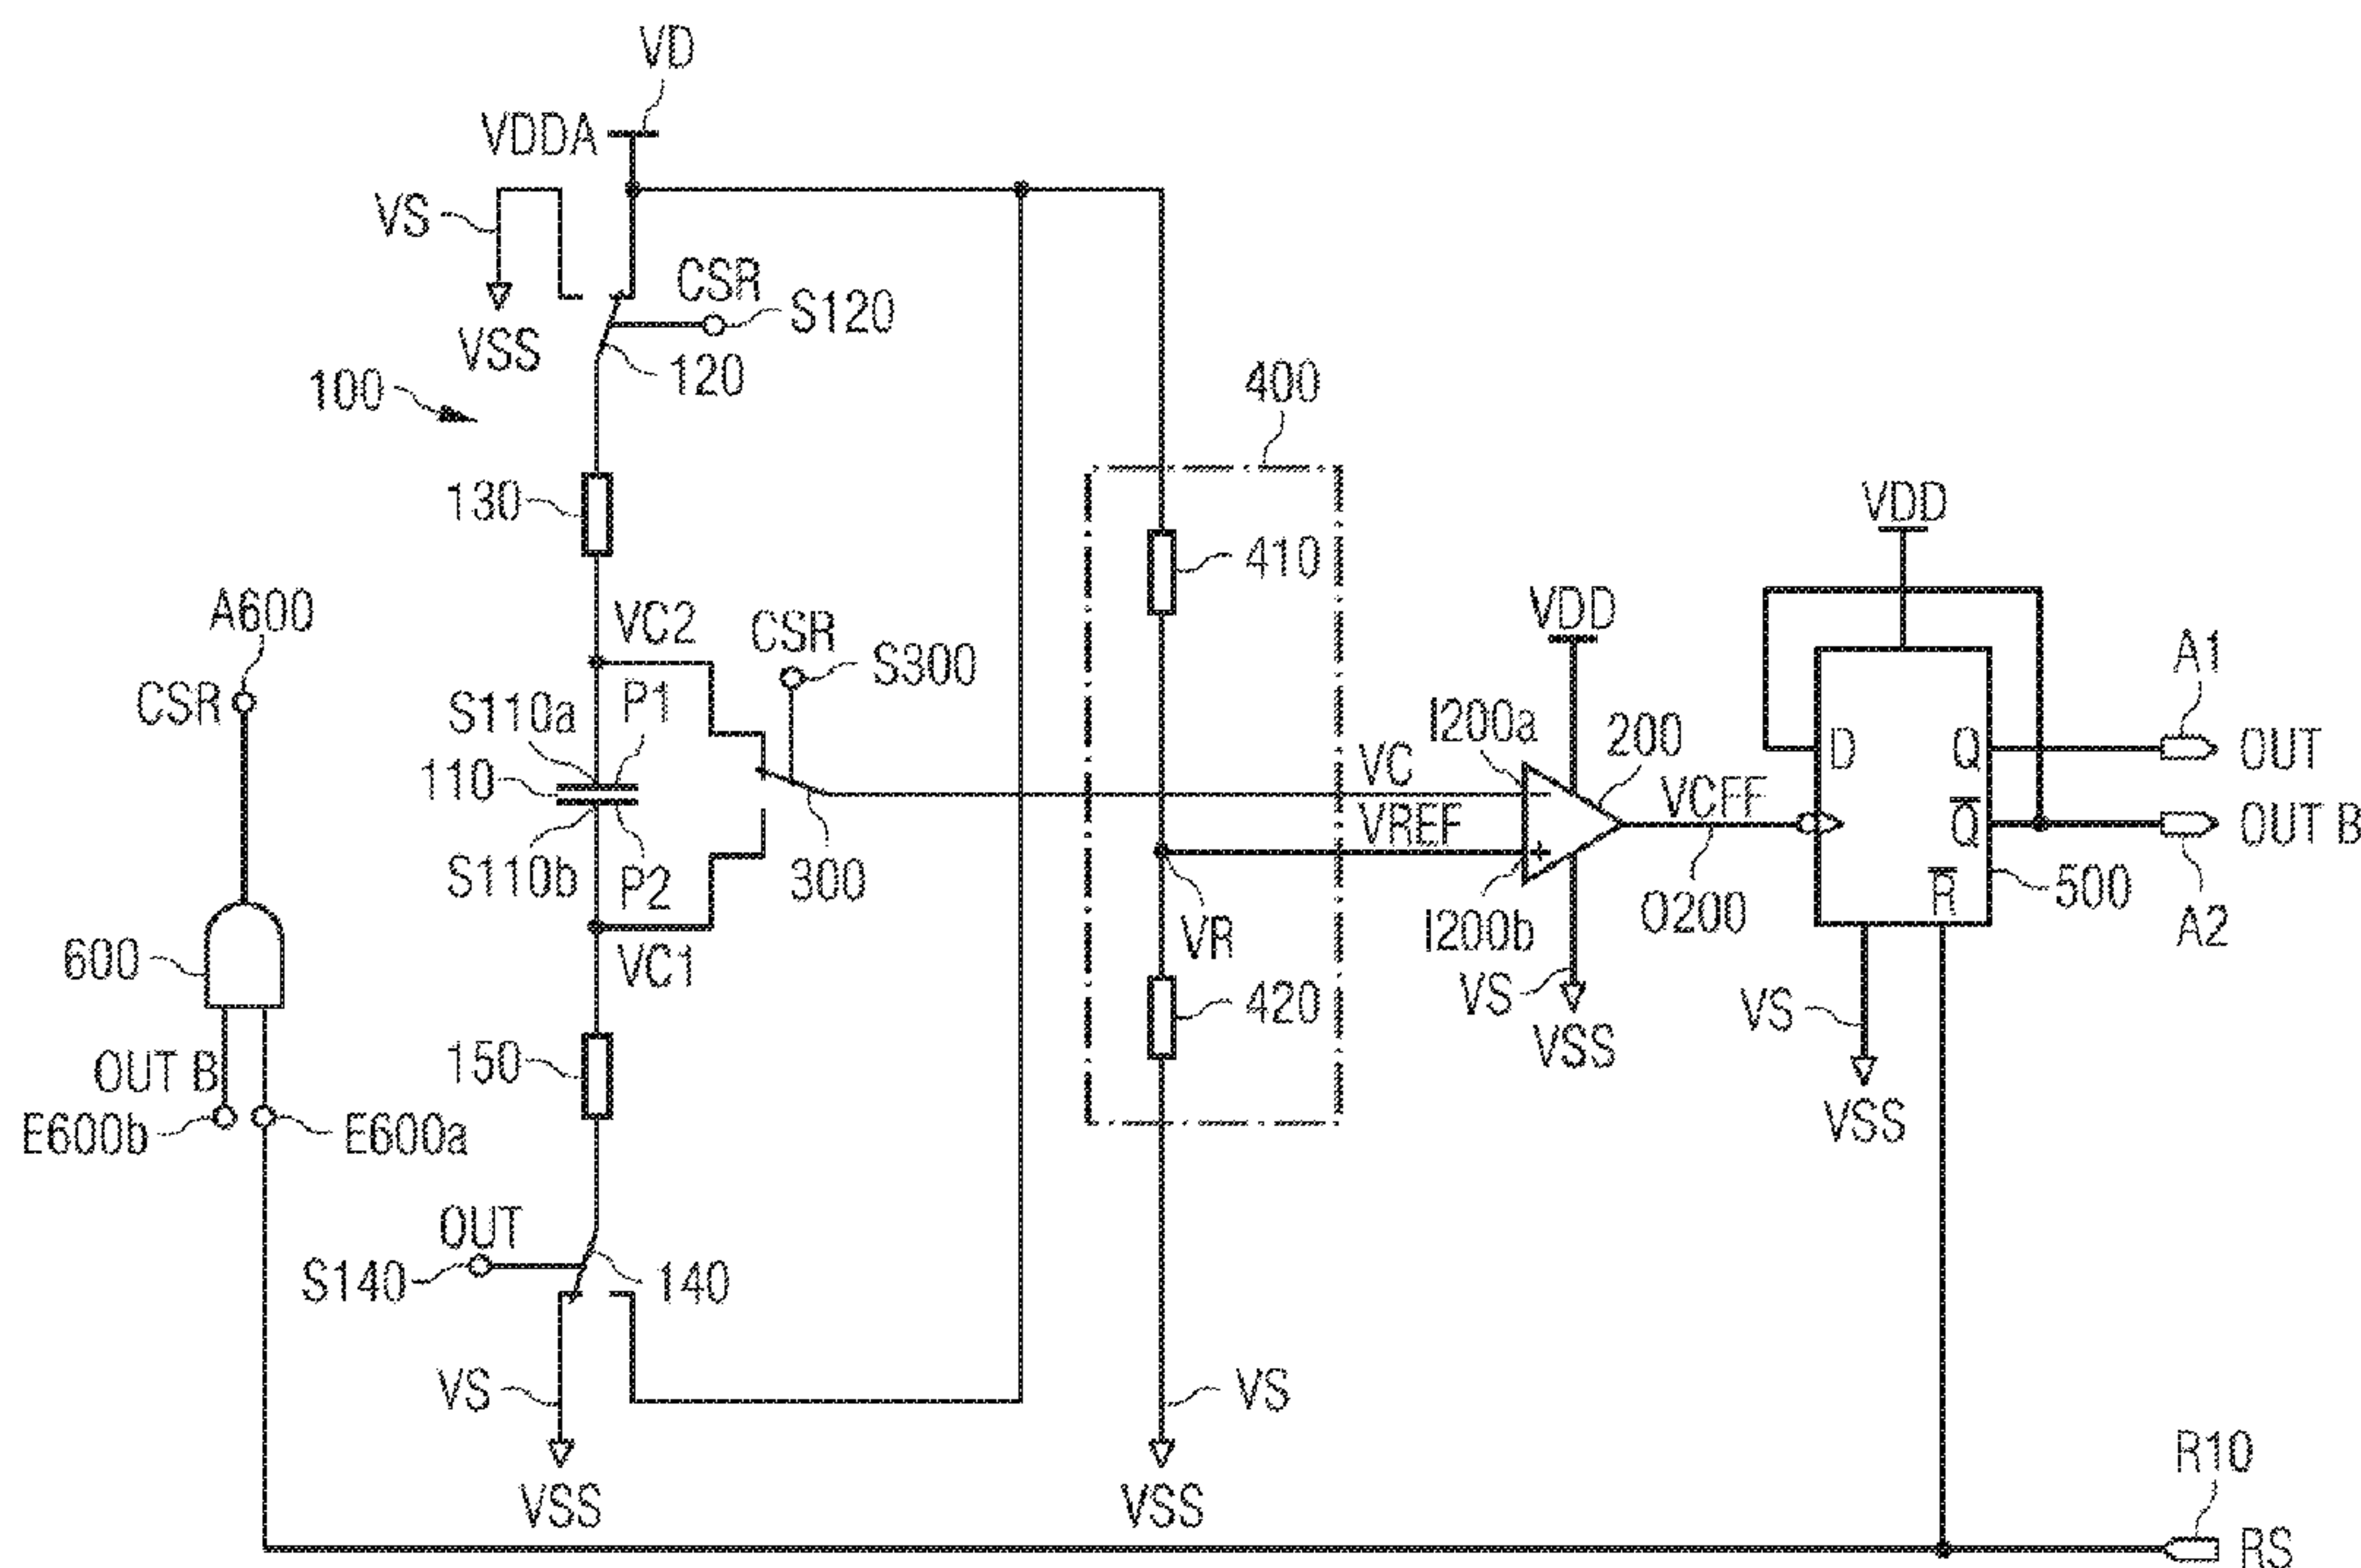 VD
VDDA
VS
CSR
S120
VSS
120
100
400
130
410
VDD
A600
VC2
CSR
S300
VDD
A1
CSR
S110a
P1
I200a
200
D
Q
OUT
110
VC
VCFF
VREF
Q
OUT B
S110b
P2
300
R
500
O200
A2
600
VC1
VR
I200b
VS
420
VS
VSS
150
OUT B
VSS
E600b
E600a
OUT
S140
140
VS
VS
R10
VSS
VSS
RS